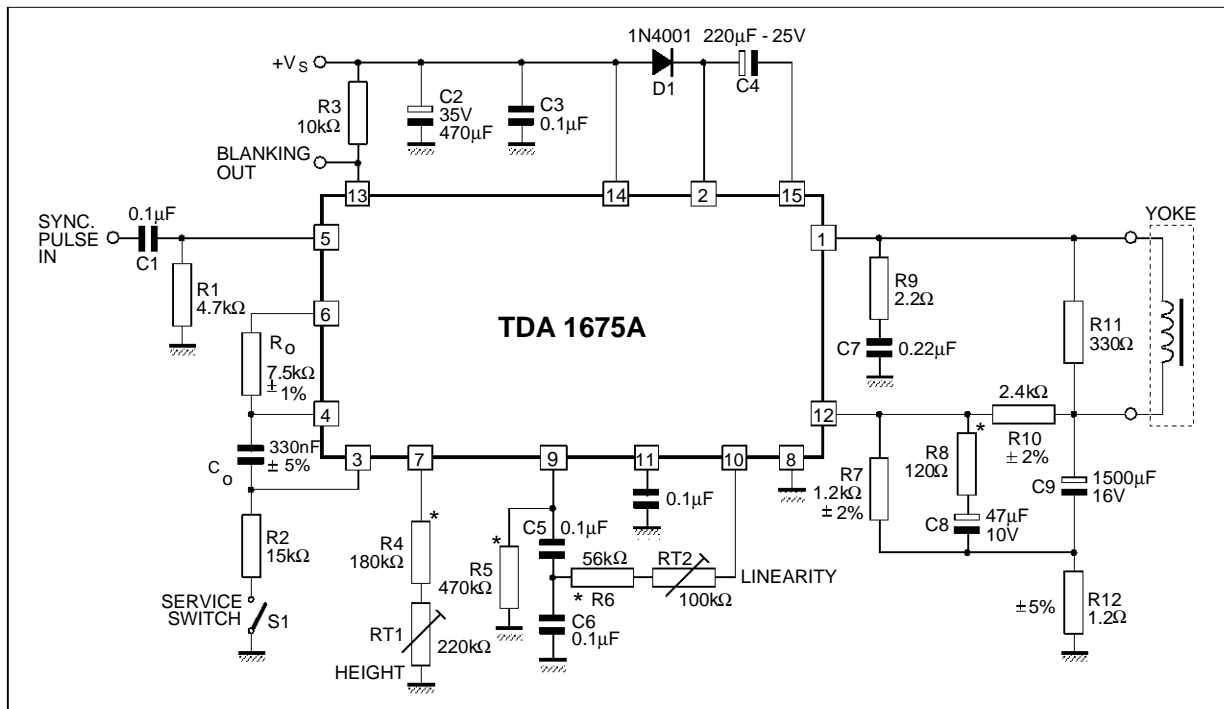 1N4001
220µF - 25V
+VS
D1
C4
R3
10kΩ
C2
35V
470µF
C3
0.1µF
BLANKING
OUT
13
14
2
15
SYNC.
PULSE
IN
0.1µF
C1
5
1
YOKE
R1
4.7kΩ
R9
2.2Ω
6
TDA 1675A
R11
330Ω
Ro
7.5kΩ
±1%
C7
0.22µF
4
12
2.4kΩ
330nF
±5%
Co
3
7
9
11
10
8
R10
±2%
*
R8
120Ω
R7
1.2kΩ
±2%
C9
1500µF
16V
0.1µF
R2
15kΩ
*
R4
180kΩ
*
R5
470kΩ
C5
0.1µF
56kΩ
* R6
RT2
100kΩ
LINEARITY
C8
47µF
10V
SERVICE
SWITCH
S1
RT1
220kΩ
HEIGHT
C6
0.1µF
±5%
R12
1.2Ω